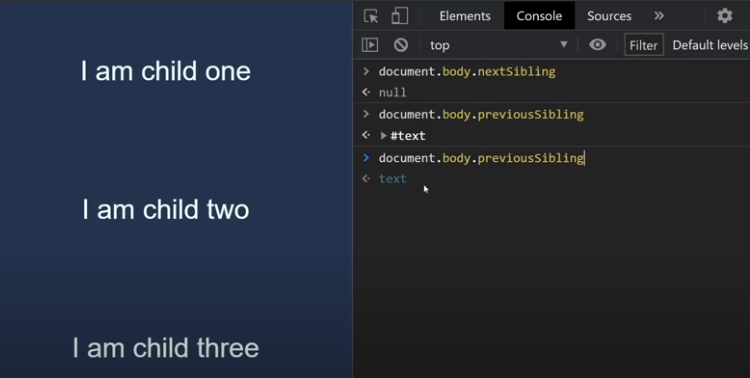 I am child one
I am child two
I am child three
Elements Console Sources »
top Filter Default levels
> document.body.nextSibling
null
> document.body.previousSibling
#text
> document.body.previousSibling
text